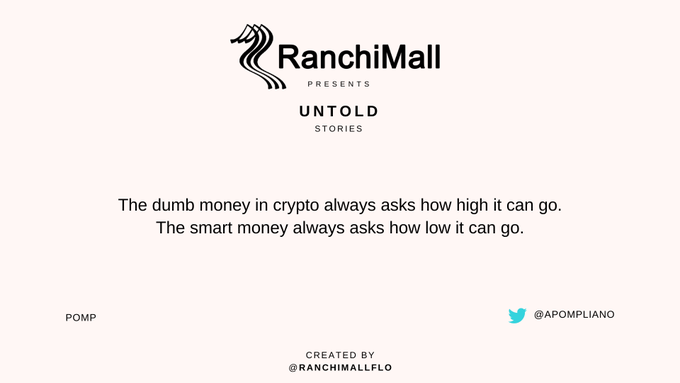 RanchiMall
PRESENTS
UNTOLD
STORIES
The dumb money in crypto always asks how high it can go.
The smart money always asks how low it can go.
POMP
@APOMPLIANO
CREATED BY
@RANCHIMALLFLO